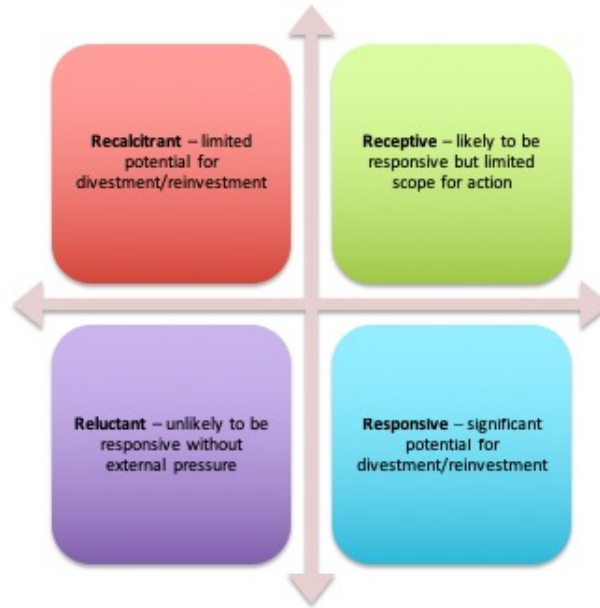 Recalcitrant – limited
potential for
divestment/reinvestment
Receptive – likely to be
responsive but limited
scope for action
Reluctant – unlikely to be
responsive without
external pressure
Responsive – significant
potential for
divestment/reinvestment